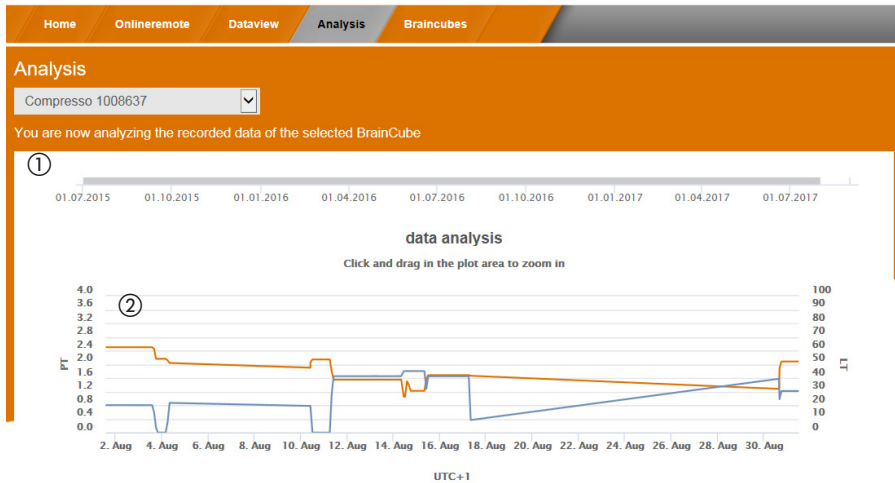 Home Onlineremote Dataview Analysis Braincubes
Analysis
Compresso 1008637
You are now analyzing the recorded data of the selected BrainCube
①
01.07.2015 01.10.2015 01.01.2016 01.04.2016 01.07.2016 01.10.2016 01.01.2017 01.04.2017 01.07.2017
data analysis
Click and drag in the plot area to zoom in
②
4.0 100
3.6 90
3.2 80
2.8 70
2.4 60
2.0 50
1.6 40
1.2 30
0.8 20
0.4 10
0.0 0
PT
LT
2. Aug 4. Aug 6. Aug 8. Aug 10. Aug 12. Aug 14. Aug 16. Aug 18. Aug 20. Aug 22. Aug 24. Aug 26. Aug 28. Aug 30. Aug
UTC+1